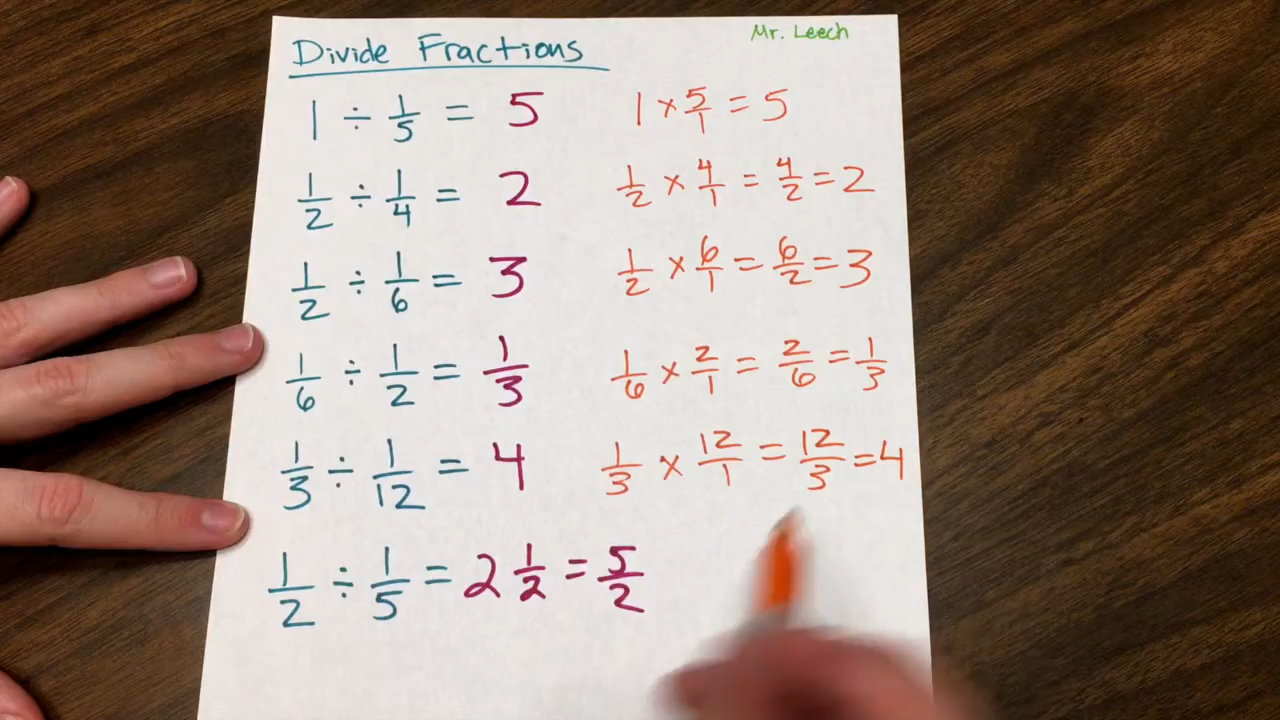 Divide Fractions Mr. Leech
1 ÷ 1/5 = 5 1 × 5/1 = 5
1/2 ÷ 1/4 = 2 1/2 × 4/1 = 4/2 = 2
1/2 ÷ 1/6 = 3 1/2 × 6/1 = 6/2 = 3
1/6 ÷ 1/2 = 1/3 1/6 × 2/1 = 2/6 = 1/3
1/3 ÷ 1/12 = 4 1/3 × 12/1 = 12/3 = 4
1/2 ÷ 1/5 = 2 1/2 = 5/2